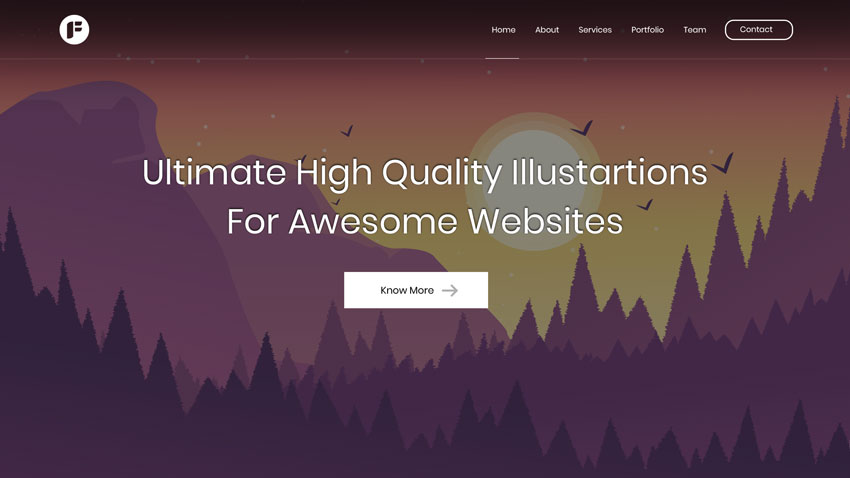 F
Home About Services Portfolio Team Contact
Ultimate High Quality Illustartions
For Awesome Websites
Know More